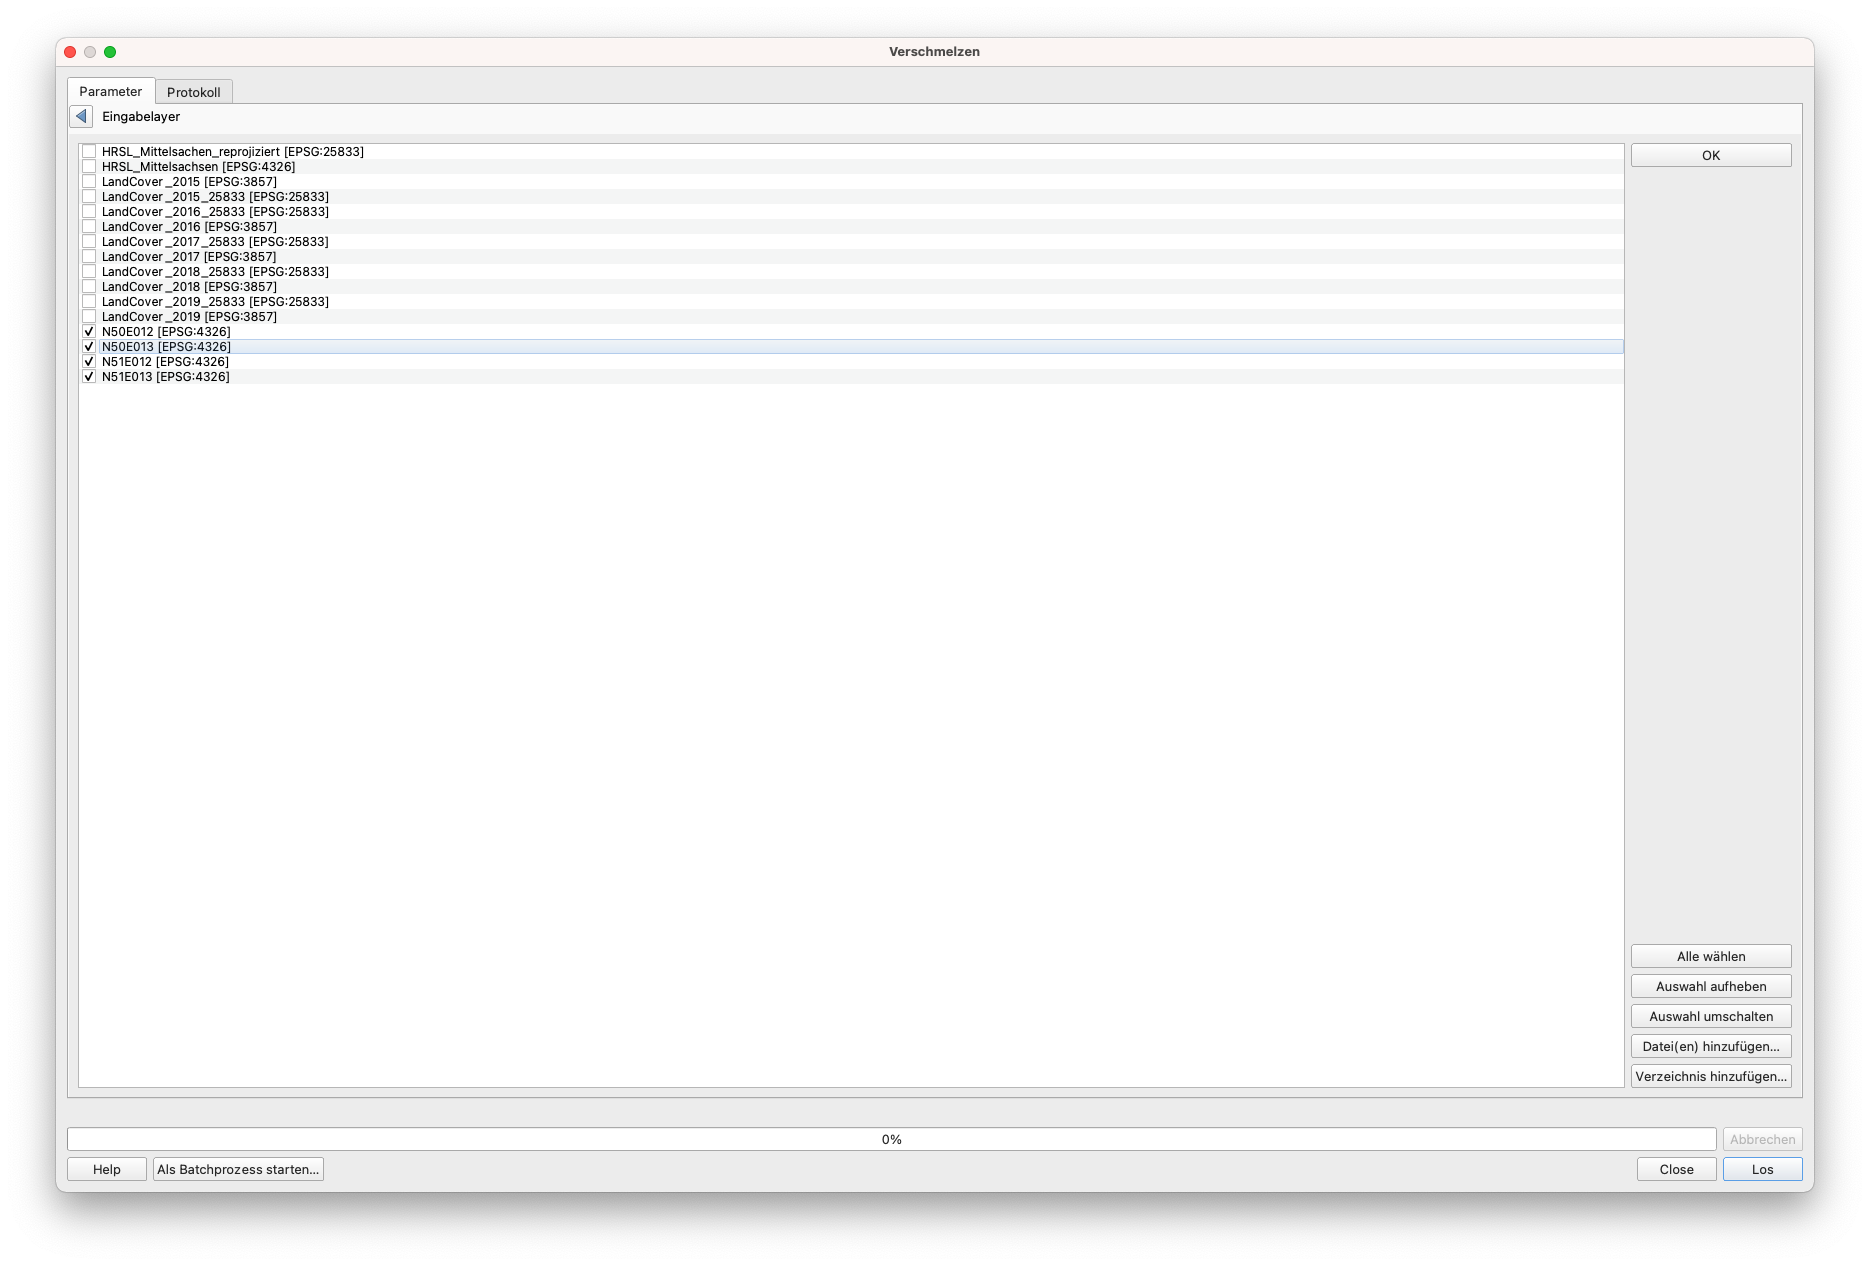 Verschmelzen
Parameter
Protokoll
Eingabelayer
HRSL_Mittelsachen_reprojiziert [EPSG:25833]
HRSL_Mittelsachsen [EPSG:4326]
LandCover_2015 [EPSG:3857]
LandCover_2015_25833 [EPSG:25833]
LandCover_2016_25833 [EPSG:25833]
LandCover_2016 [EPSG:3857]
LandCover_2017_25833 [EPSG:25833]
LandCover_2017 [EPSG:3857]
LandCover_2018_25833 [EPSG:25833]
LandCover_2018 [EPSG:3857]
LandCover_2019_25833 [EPSG:25833]
LandCover_2019 [EPSG:3857]
N50E012 [EPSG:4326]
N50E013 [EPSG:4326]
N51E012 [EPSG:4326]
N51E013 [EPSG:4326]
OK
Alle wählen
Auswahl aufheben
Auswahl umschalten
Datei(en) hinzufügen...
Verzeichnis hinzufügen...
0%
Abbrechen
Help
Als Batchprozess starten...
Close
Los